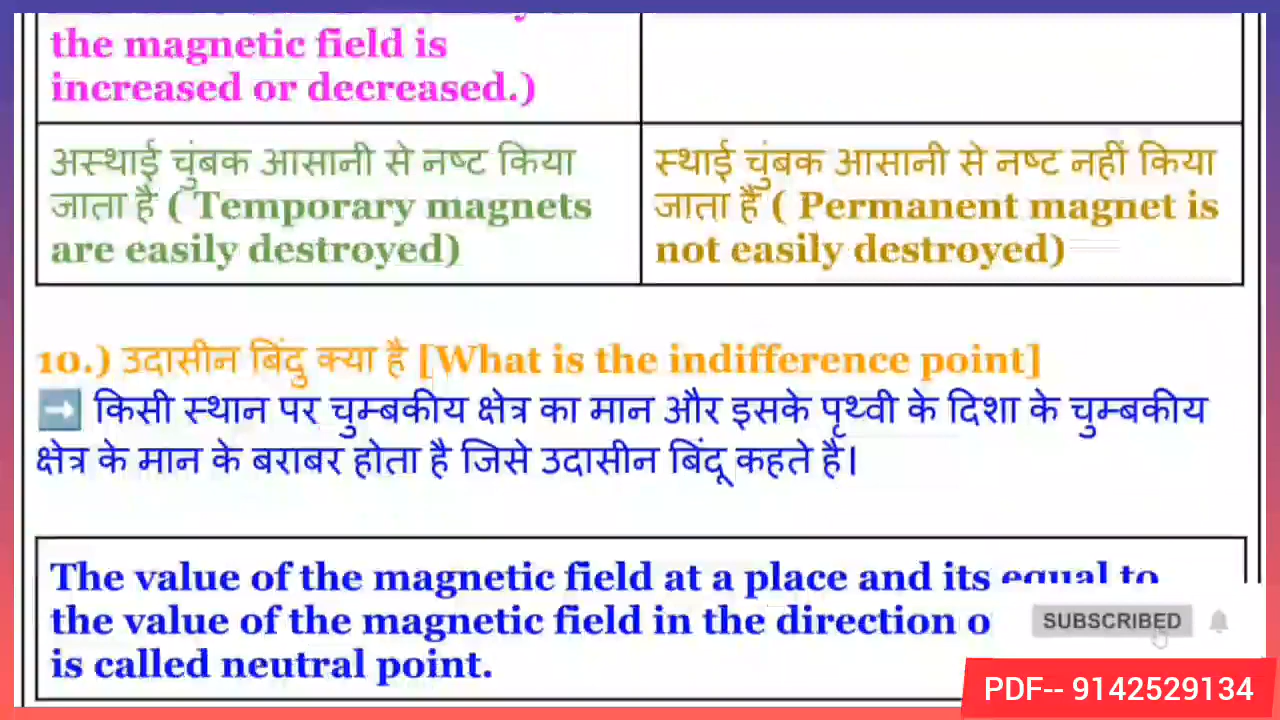 the magnetic field is
increased or decreased.)
अस्थाई चुंबक आसानी से नष्ट किया
जाता है ( Temporary magnets
are easily destroyed)
स्थाई चुंबक आसानी से नष्ट नहीं किया
जाता हैं ( Permanent magnet is
not easily destroyed)
10.) उदासीन बिंदु क्या है [What is the indifference point]
➡️ किसी स्थान पर चुम्बकीय क्षेत्र का मान और इसके पृथ्वी के दिशा के चुम्बकीय
क्षेत्र के मान के बराबर होता है जिसे उदासीन बिंदू कहते है।
The value of the magnetic field at a place and its equal to
the value of the magnetic field in the direction
is called neutral point.
SUBSCRIBED
PDF-- 9142529134